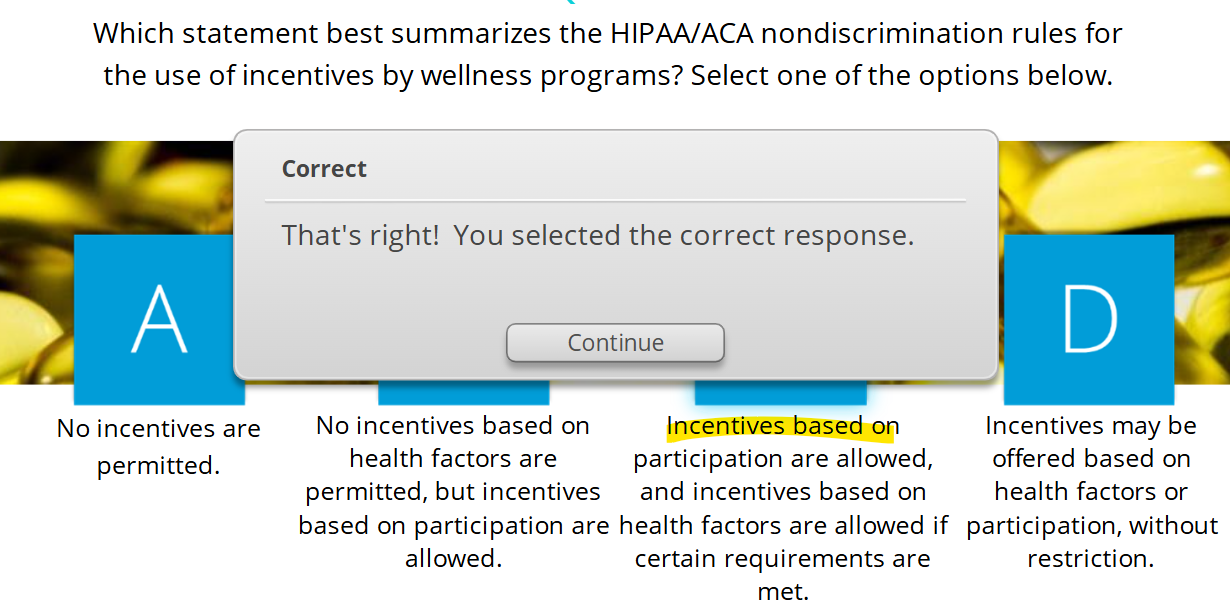 Which statement best summarizes the HIPAA/ACA nondiscrimination rules for
the use of incentives by wellness programs? Select one of the options below.
Correct
That's right! You selected the correct response.
Continue
A
D
No incentives are
permitted.
No incentives based on
health factors are
permitted, but incentives
based on participation are
allowed.
Incentives based on
participation are allowed,
and incentives based on
health factors are allowed if
certain requirements are
met.
Incentives may be
offered based on
health factors or
participation, without
restriction.